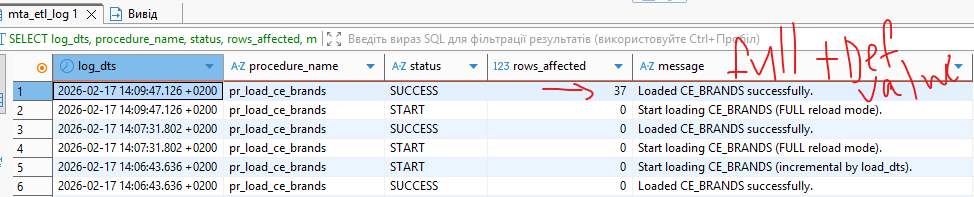 mta_etl_log 1 Вивід
SELECT log_dts, procedure_name, status, rows_affected, m Введіть вираз SQL для фільтрації результатів (використовуйте Ctrl+Пробіл)
log_dts A-Z procedure_name A-Z status 123 rows_affected A-Z message
full + Def
value
1 2026-02-17 14:09:47.126 +0200 pr_load_ce_brands SUCCESS 37 Loaded CE_BRANDS successfully.
2 2026-02-17 14:09:47.126 +0200 pr_load_ce_brands START 0 Start loading CE_BRANDS (FULL reload mode).
3 2026-02-17 14:07:31.802 +0200 pr_load_ce_brands SUCCESS 0 Loaded CE_BRANDS successfully.
4 2026-02-17 14:07:31.802 +0200 pr_load_ce_brands START 0 Start loading CE_BRANDS (FULL reload mode).
5 2026-02-17 14:06:43.636 +0200 pr_load_ce_brands START 0 Start loading CE_BRANDS (incremental by load_dts).
6 2026-02-17 14:06:43.636 +0200 pr_load_ce_brands SUCCESS 0 Loaded CE_BRANDS successfully.